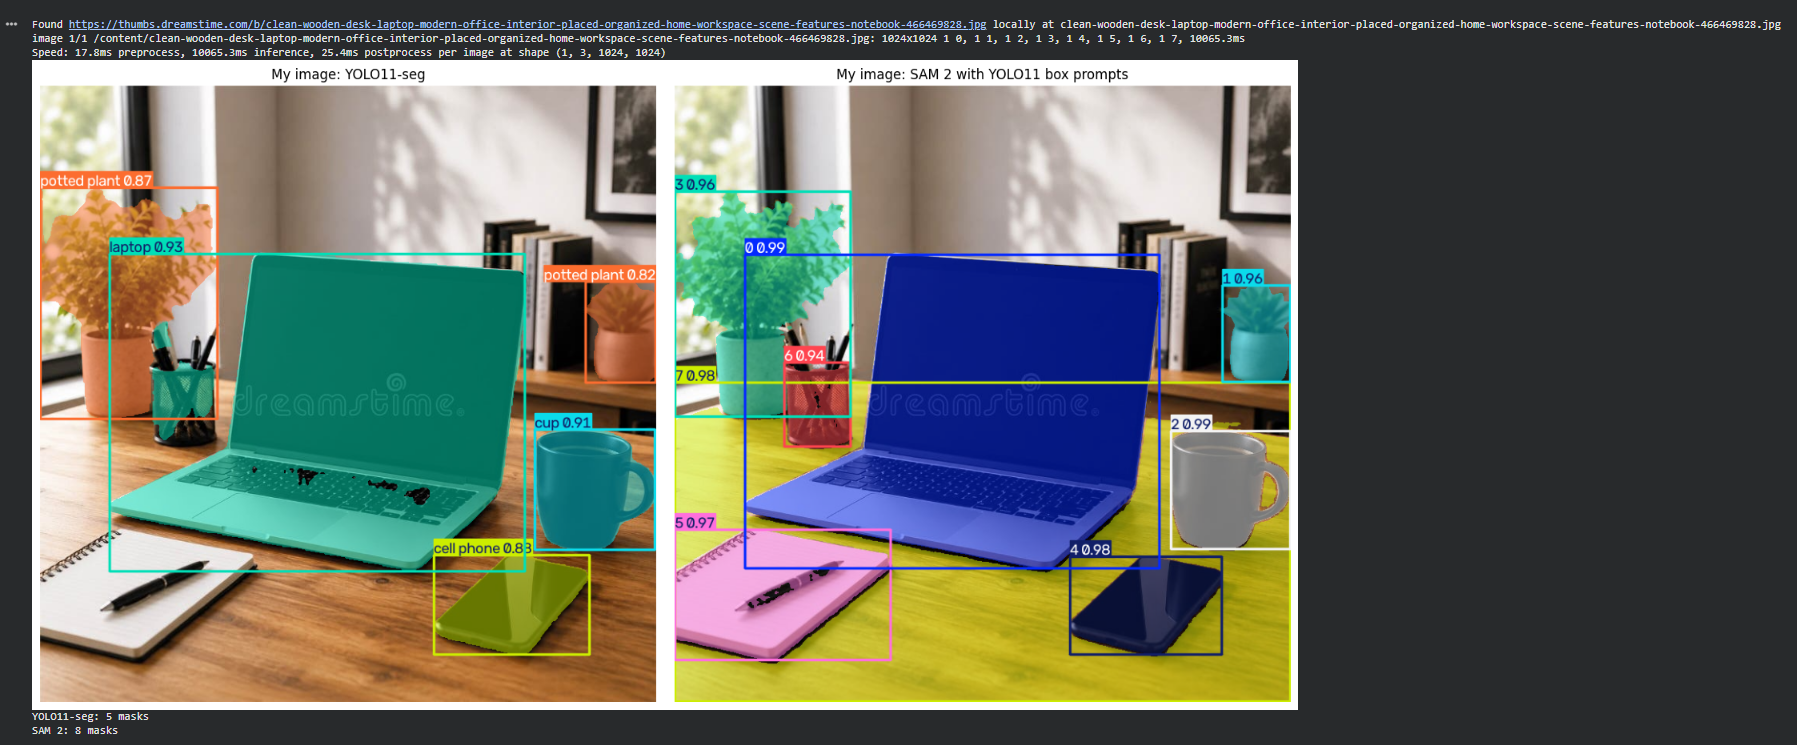 Found https://thumbs.dreamstime.com/b/clean-wooden-desk-laptop-modern-office-interior-placed-organized-home-workspace-scene-features-notebook-466469828.jpg locally at clean-wooden-desk-laptop-modern-office-interior-placed-organized-home-workspace-scene-features-notebook-466469828.jpg
image 1/1 /content/clean-wooden-desk-laptop-modern-office-interior-placed-organized-home-workspace-scene-features-notebook-466469828.jpg: 1024x1024 1 0, 1 1, 1 2, 1 3, 1 4, 1 5, 1 6, 1 7, 10065.3ms
Speed: 17.8ms preprocess, 10065.3ms inference, 25.4ms postprocess per image at shape (1, 3, 1024, 1024)
My image: YOLO11-seg
potted plant 0.87
laptop 0.93
potted plant 0.82
dreamstime.
cup 0.91
cell phone 0.88
My image: SAM 2 with YOLO11 box prompts
3 0.96
0 0.99
1 0.96
6 0.94
7 0.98
dreamstime.
2 0.99
5 0.97
4 0.98
YOLO11-seg: 5 masks
SAM 2: 8 masks